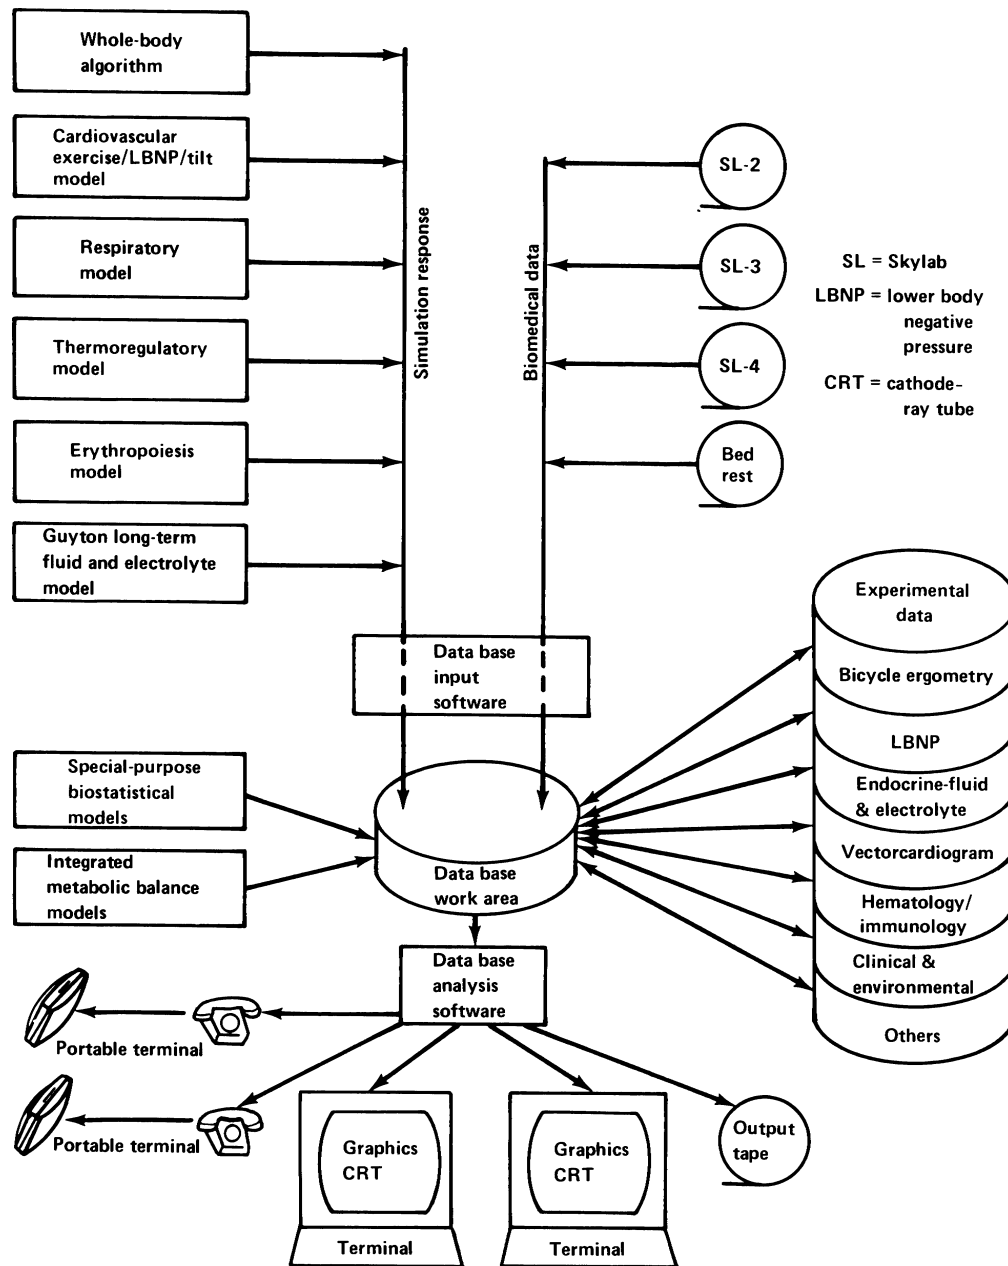 Whole-body
algorithm
Cardiovascular
exercise/LBNP/tilt
model
Respiratory
model
Thermoregulatory
model
Erythropoiesis
model
Guyton long-term
fluid and electrolyte
model
Simulation response
Biomedical data
SL-2
SL-3
SL-4
Bed
rest
SL = Skylab
LBNP = lower body
negative
pressure
CRT = cathode-
ray tube
Data base
input
software
Experimental
data
Bicycle ergometry
LBNP
Endocrine-fluid
& electrolyte
Vectorcardiogram
Hematology/
immunology
Clinical &
environmental
Others
Special-purpose
biostatistical
models
Integrated
metabolic balance
models
Data base
work area
Data base
analysis
software
Portable terminal
Portable terminal
Graphics
CRT
Terminal
Graphics
CRT
Terminal
Output
tape